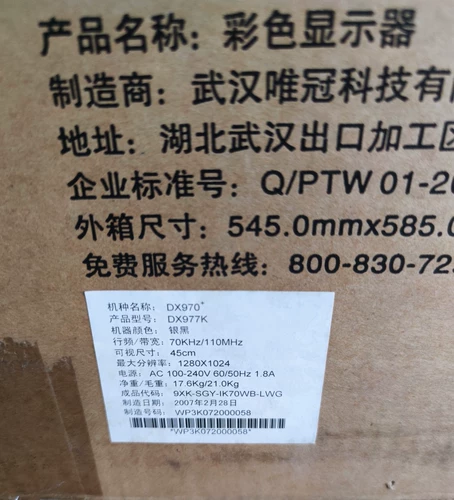 产品名称: 彩色显示器
制造商: 武汉唯冠科技有
地址: 湖北武汉出口加工区
企业标准号: Q/PTW 01-20
外箱尺寸: 545.0mmx585.0
免费服务热线: 800-830-72
机种名称: DX970+
产品型号: DX977K
机器颜色: 银黑
行频/带宽: 70KHz/110MHz
可视尺寸: 45cm
最大分辨率: 1280X1024
电源: AC 100-240V 60/50Hz 1.8A
净重/毛重: 17.6Kg/21.0Kg
成品代码: 9XK-SGY-IK70WB-LWG
制造日期: 2007年2月28日
制造号码: WP3K072000058
*WP3K072000058*